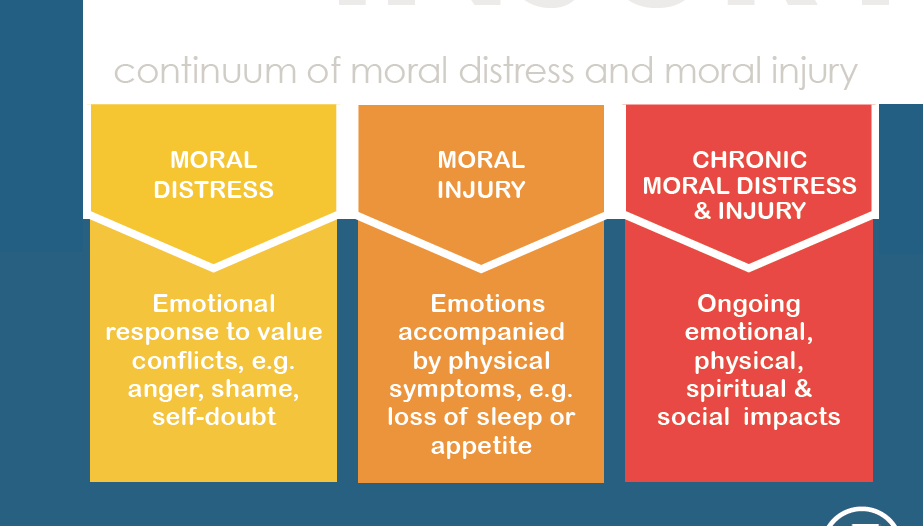 continuum of moral distress and moral injury
MORAL
DISTRESS
Emotional
response to value
conflicts, e.g.
anger, shame,
self-doubt
MORAL
INJURY
Emotions
accompanied
by physical
symptoms, e.g.
loss of sleep or
appetite
CHRONIC
MORAL DISTRESS
& INJURY
Ongoing
emotional,
physical,
spiritual &
social impacts